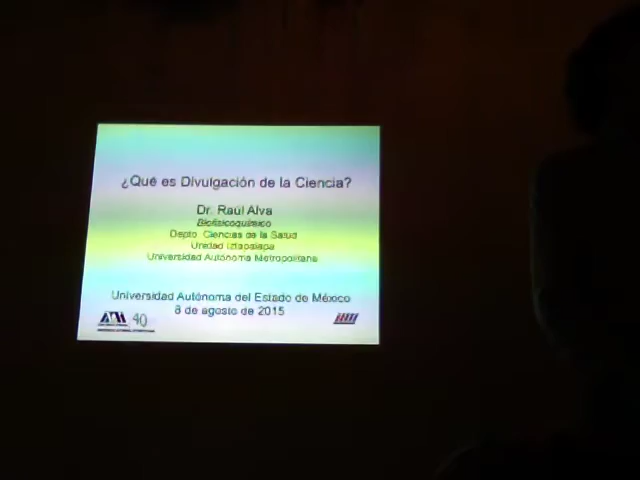 ¿Qué es Divulgación de la Ciencia?
Dr. Raúl Alva
Biofisicoquímico
Depto. Ciencias de la Salud
Unidad Iztapalapa
Universidad Autónoma Metropolitana
Universidad Autónoma del Estado de México
8 de agosto de 2015
40